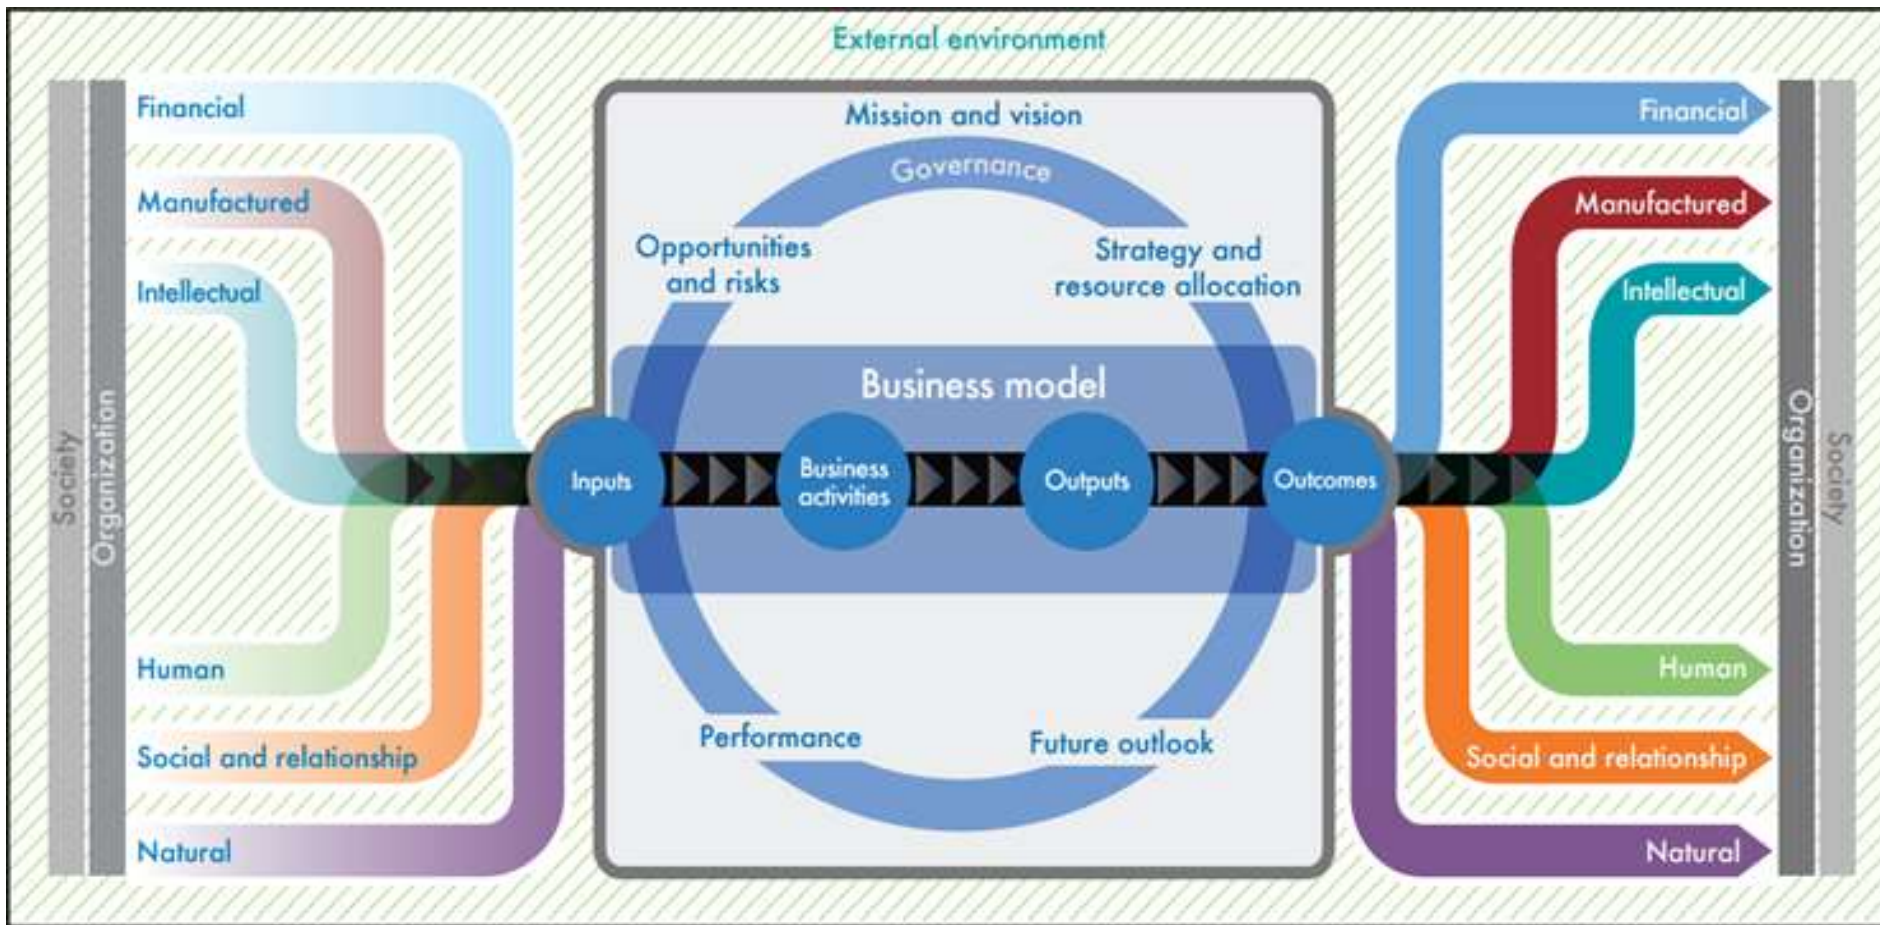 External environment
Society
Organization
Financial
Manufactured
Intellectual
Human
Social and relationship
Natural
Mission and vision
Governance
Opportunities
and risks
Strategy and
resource allocation
Business model
Inputs
Business
activities
Outputs
Outcomes
Performance
Future outlook
Financial
Manufactured
Intellectual
Human
Social and relationship
Natural
Organization
Society